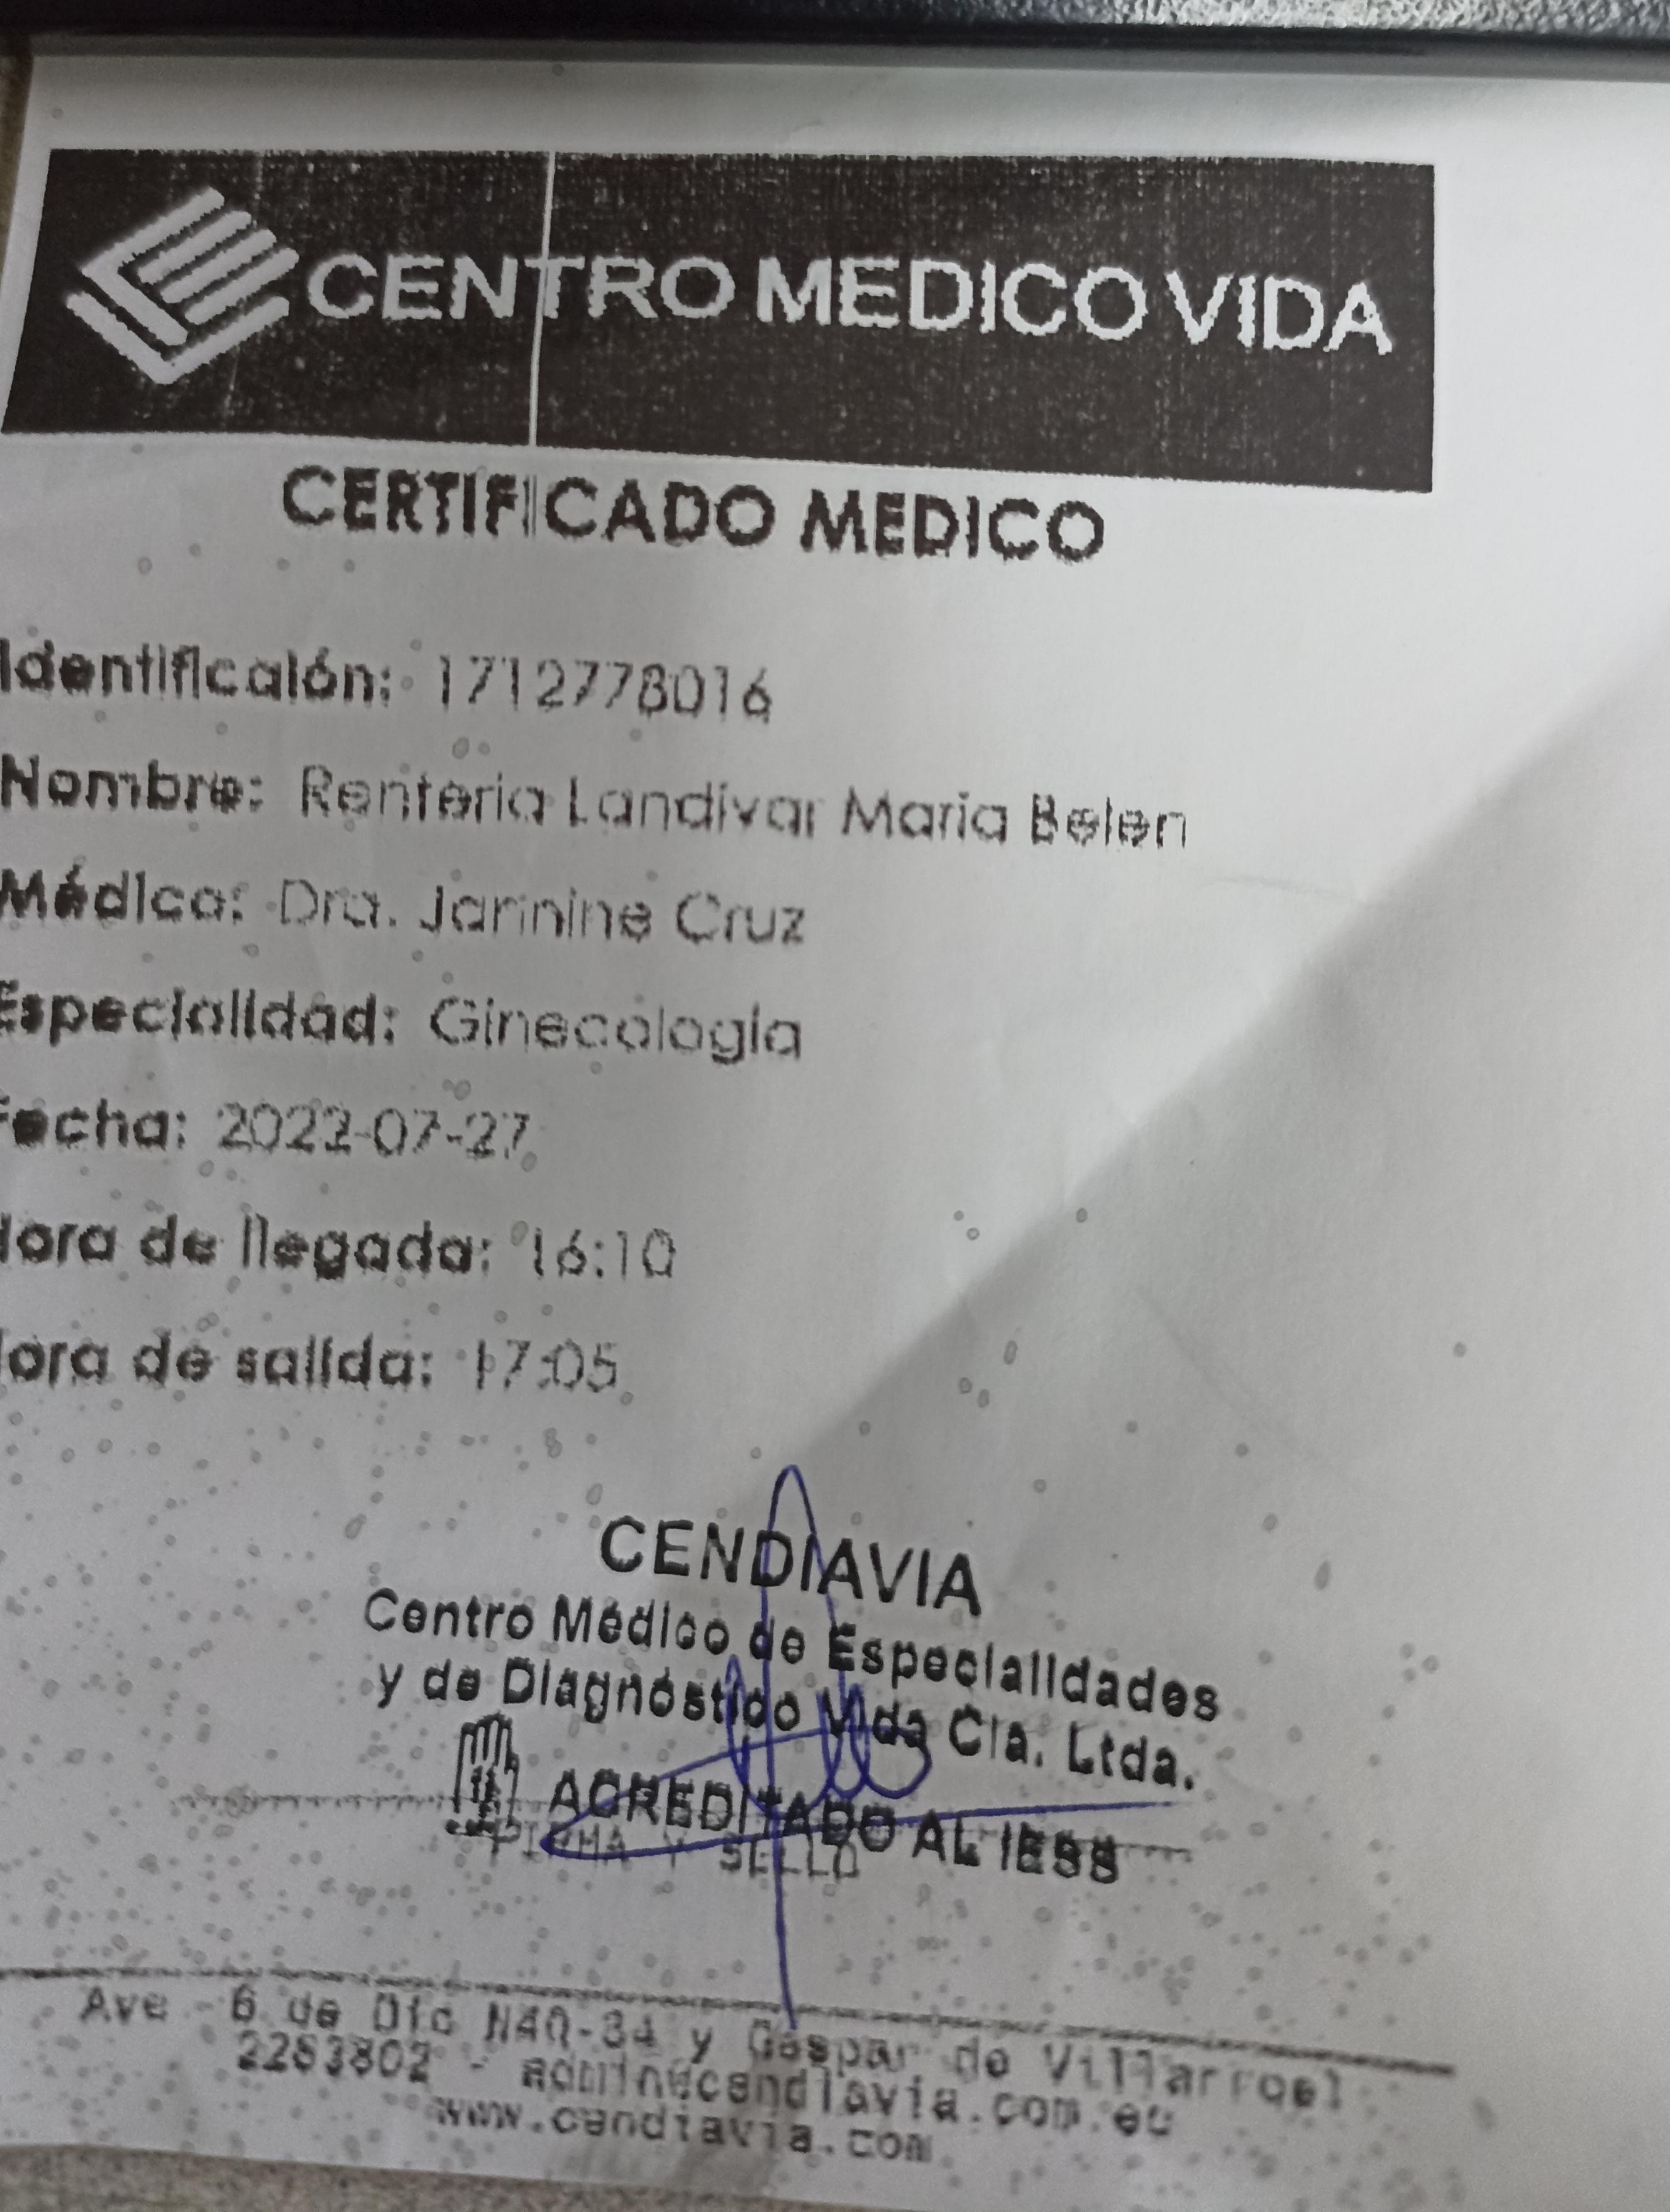 CENTRO MEDICO VIDA
CERTIFICADO MEDICO
Identificaión: 1712778016
Nombre: Renteria Landivar Maria Belen
Médico: Dra. Jannine Cruz
Especialidad: Ginecología
Fecha: 2022-07-27
Hora de llegada: 16:10
Hora de salida: 17:05
CENDIAVIA
Centro Médico de Especialidades
y de Diagnóstico Vida Cia. Ltda.
ACREDITADO AL IESS
FIRMA Y SELLO
Ave 6 de Dic N40-34 y Gaspar de Villarroel
2253802 - admin@cendiavia.com.ec
www.cendiavia.com